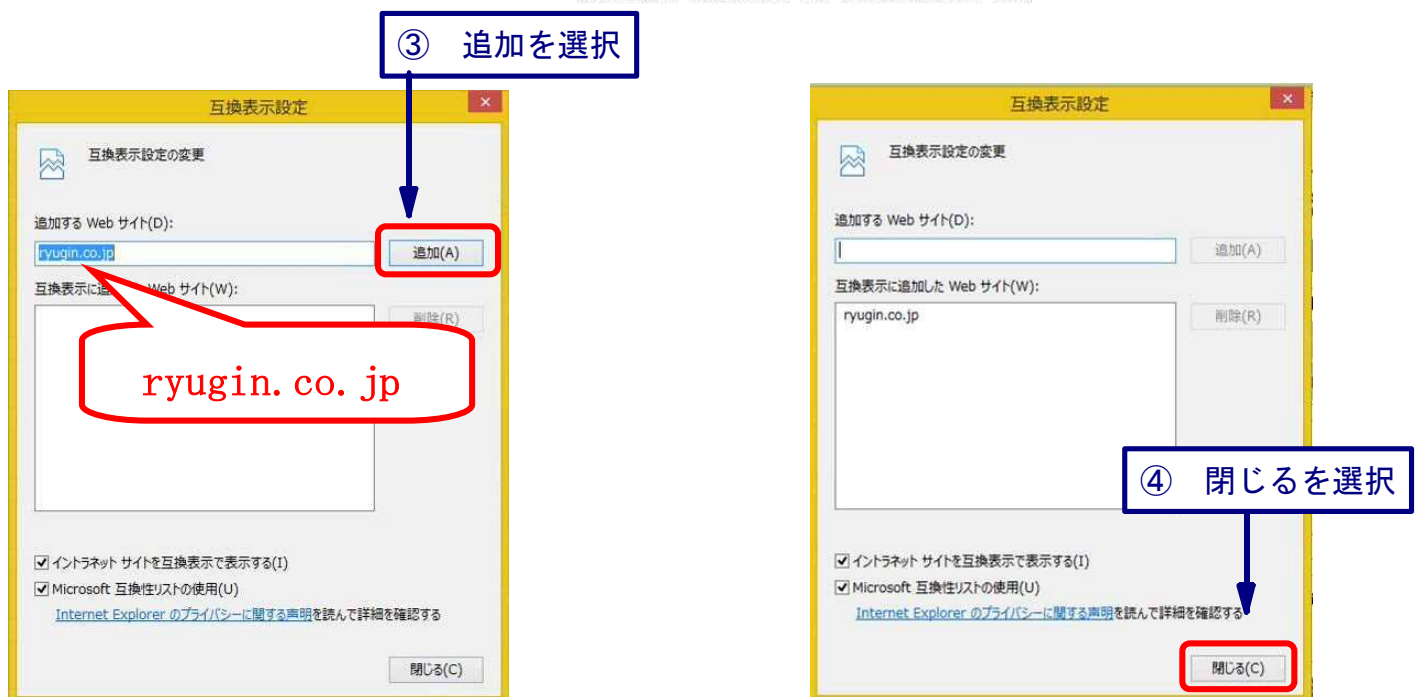 ③ 追加を選択
互換表示設定
互換表示設定の変更
追加する Web サイト(D):
ryugin.co.jp
追加(A)
互換表示に追 Web サイト(W):
削除(R)
ryugin.co.jp
イントラネット サイトを互換表示で表示する(I)
Microsoft 互換性リストの使用(U)
Internet Explorer のプライバシーに関する声明を読んで詳細を確認する
閉じる(C)
互換表示設定
互換表示設定の変更
追加する Web サイト(D):
追加(A)
互換表示に追加した Web サイト(W):
ryugin.co.jp
削除(R)
④ 閉じるを選択
イントラネット サイトを互換表示で表示する(I)
Microsoft 互換性リストの使用(U)
Internet Explorer のプライバシーに関する声明を読んで詳細を確認する
閉じる(C)